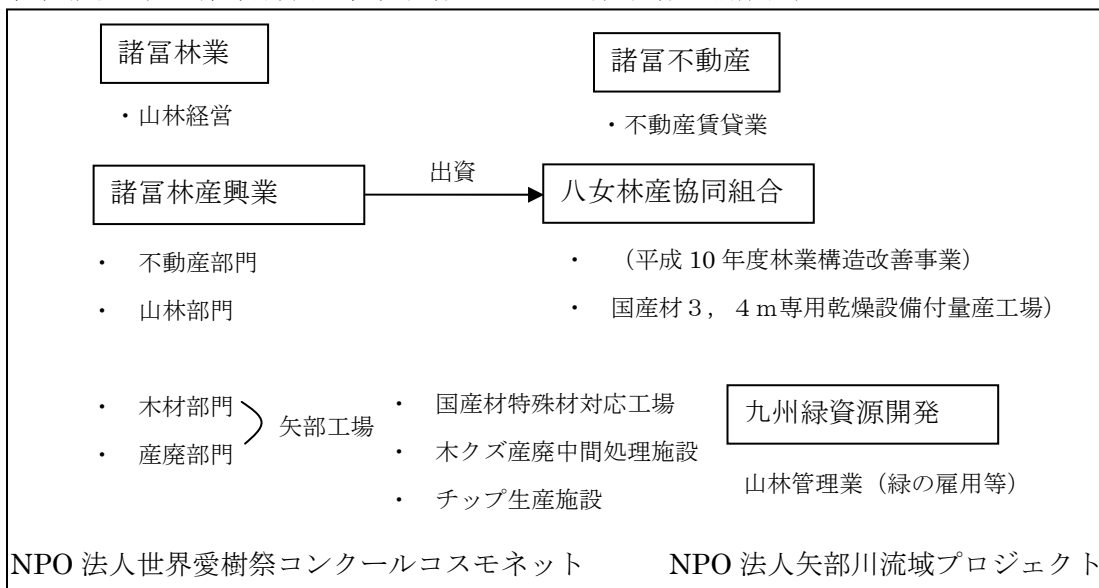 諸冨林業
諸冨不動産
・山林経営
・不動産賃貸業
諸冨林産興業
出資
八女林産協同組合
・ 不動産部門
・ 山林部門
・ （平成 10 年度林業構造改善事業）
・ 国産材３，４ｍ専用乾燥設備付量産工場）
・ 木材部門
・ 産廃部門
矢部工場
・ 国産材特殊材対応工場
・ 木クズ産廃中間処理施設
・ チップ生産施設
九州緑資源開発
山林管理業（緑の雇用等）
NPO 法人世界愛樹祭コンクールコスモネット
NPO 法人矢部川流域プロジェクト